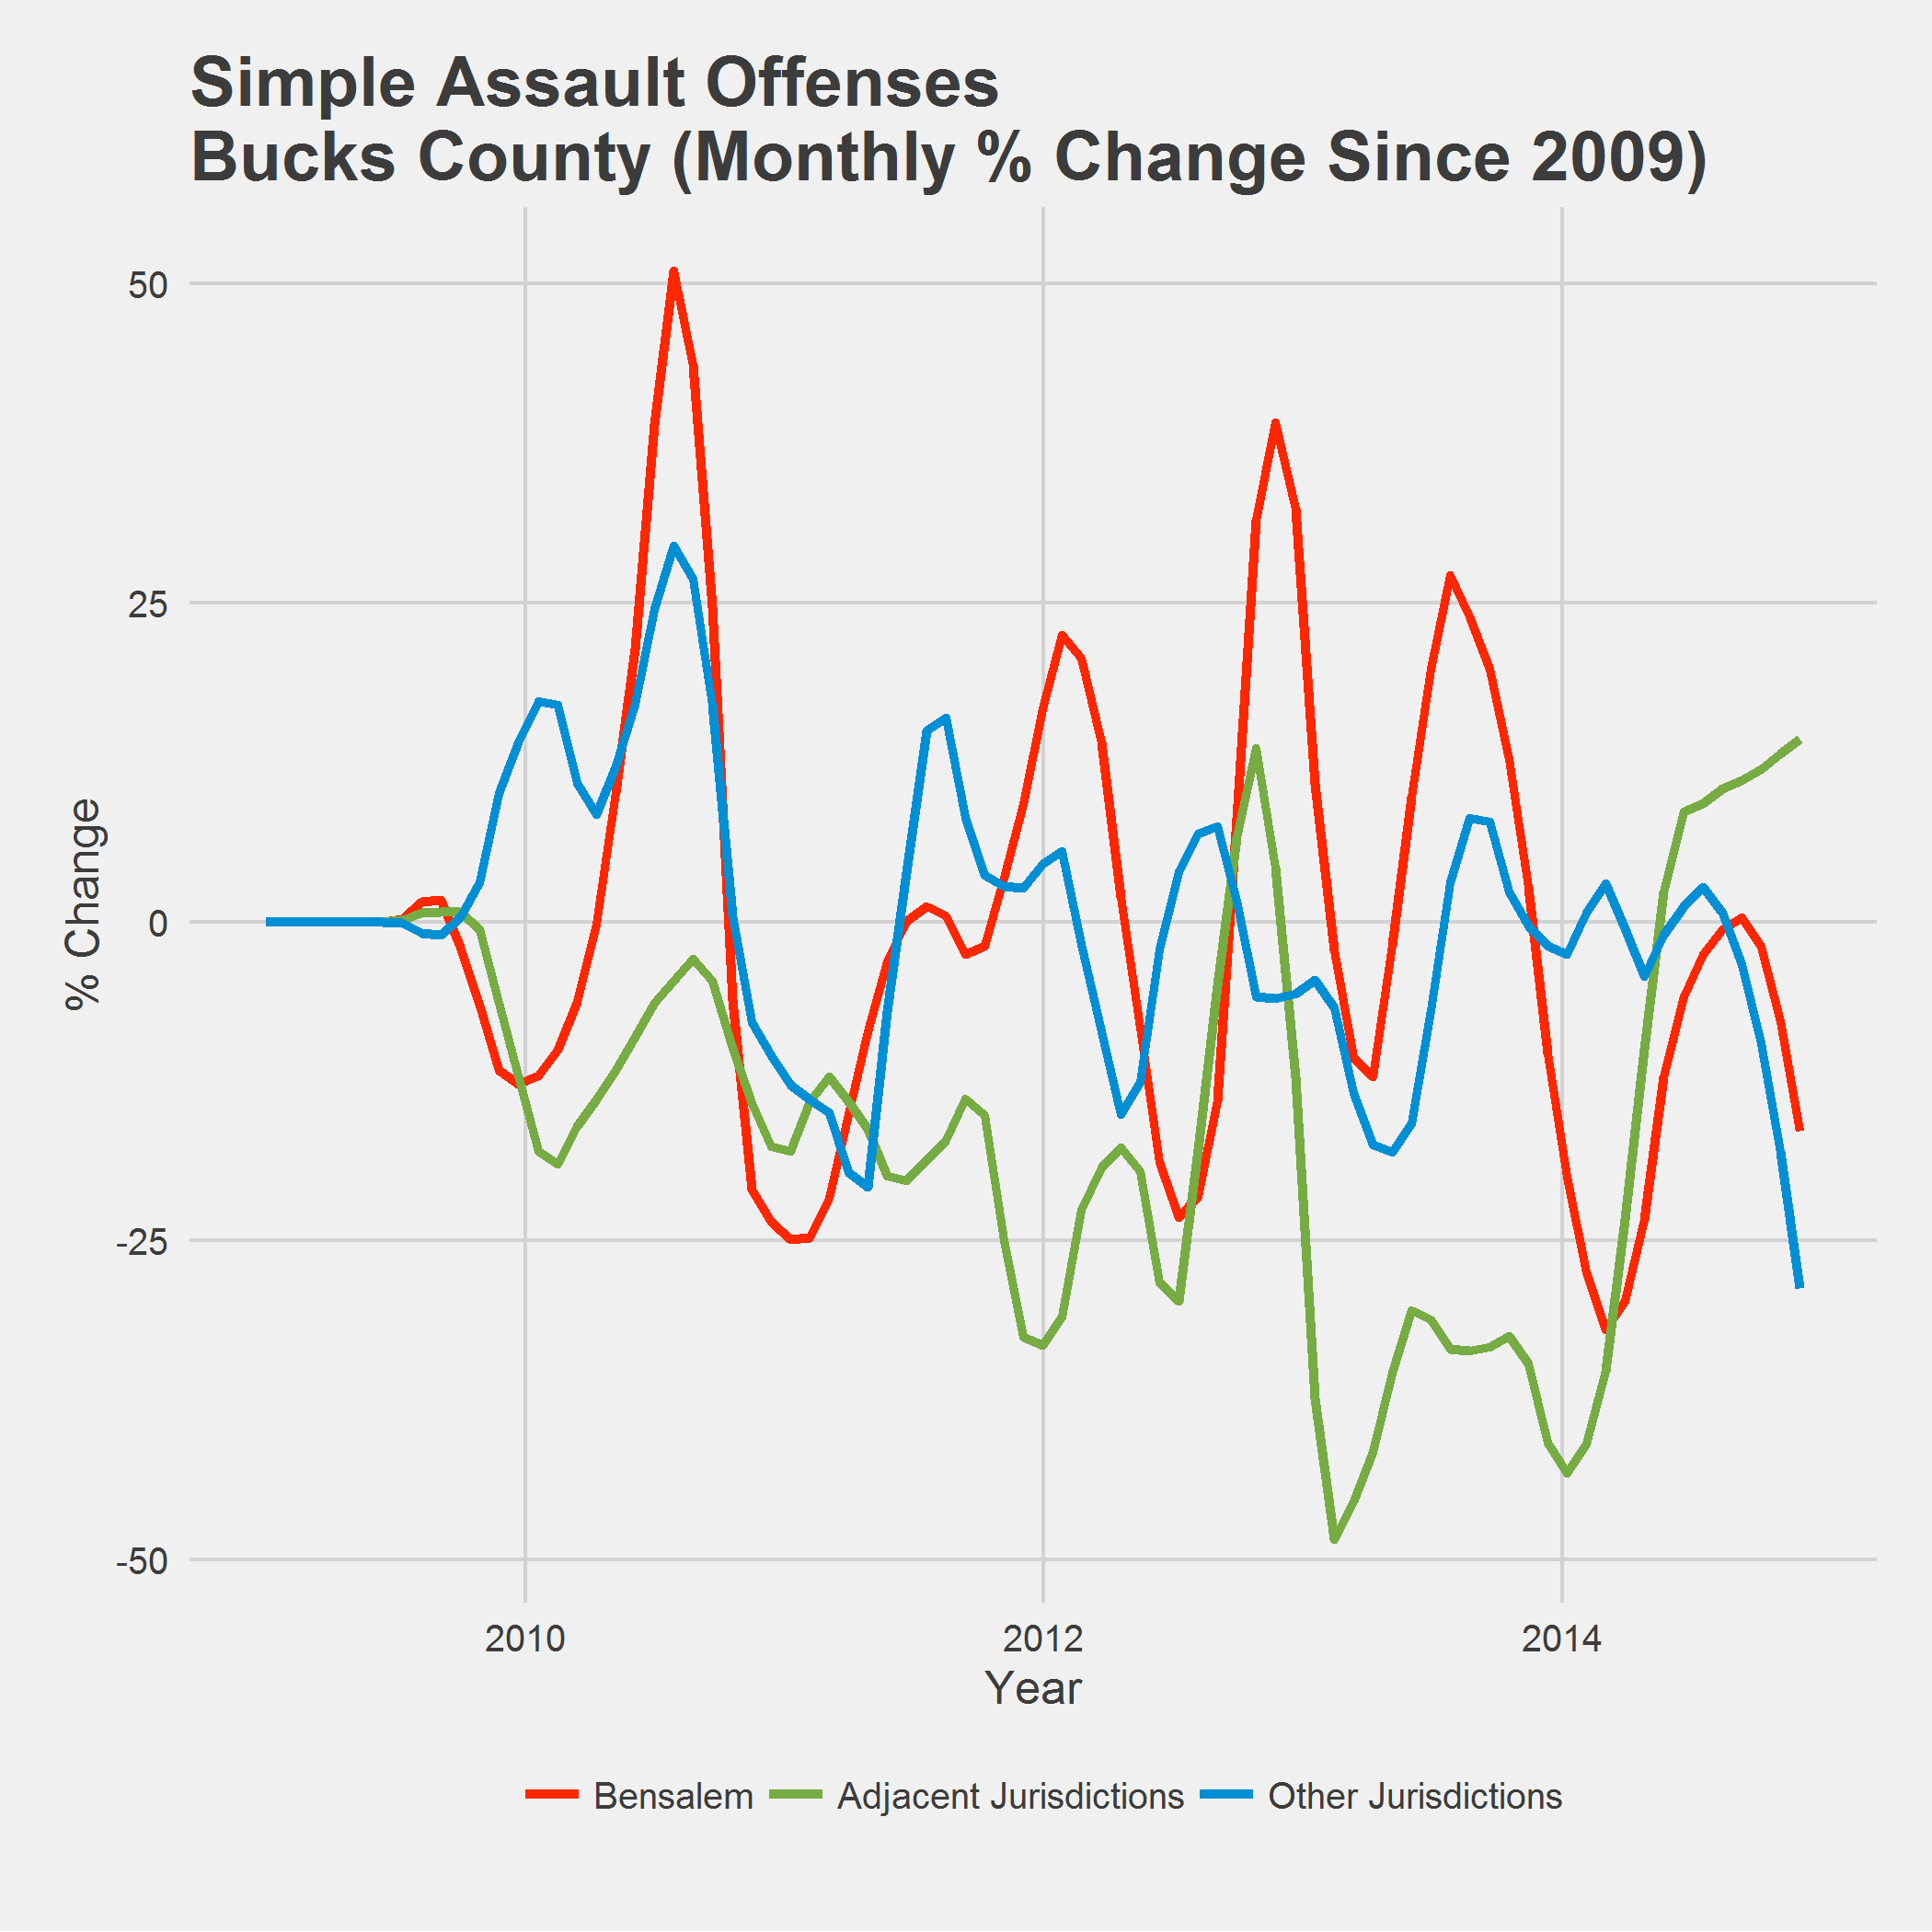 Simple Assault Offenses
Bucks County (Monthly % Change Since 2009)
50
25
0
-25
-50
% Change
2010 2012 2014
Year
Bensalem Adjacent Jurisdictions Other Jurisdictions